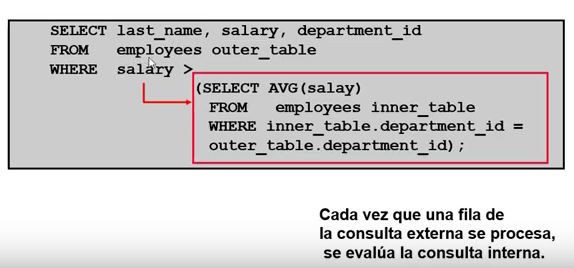 SELECT last_name, salary, department_id
FROM employees outer_table
WHERE salary >
(SELECT AVG(salay)
FROM employees inner_table
WHERE inner_table.department_id =
outer_table.department_id);
Cada vez que una fila de
la consulta externa se procesa,
se evalúa la consulta interna.